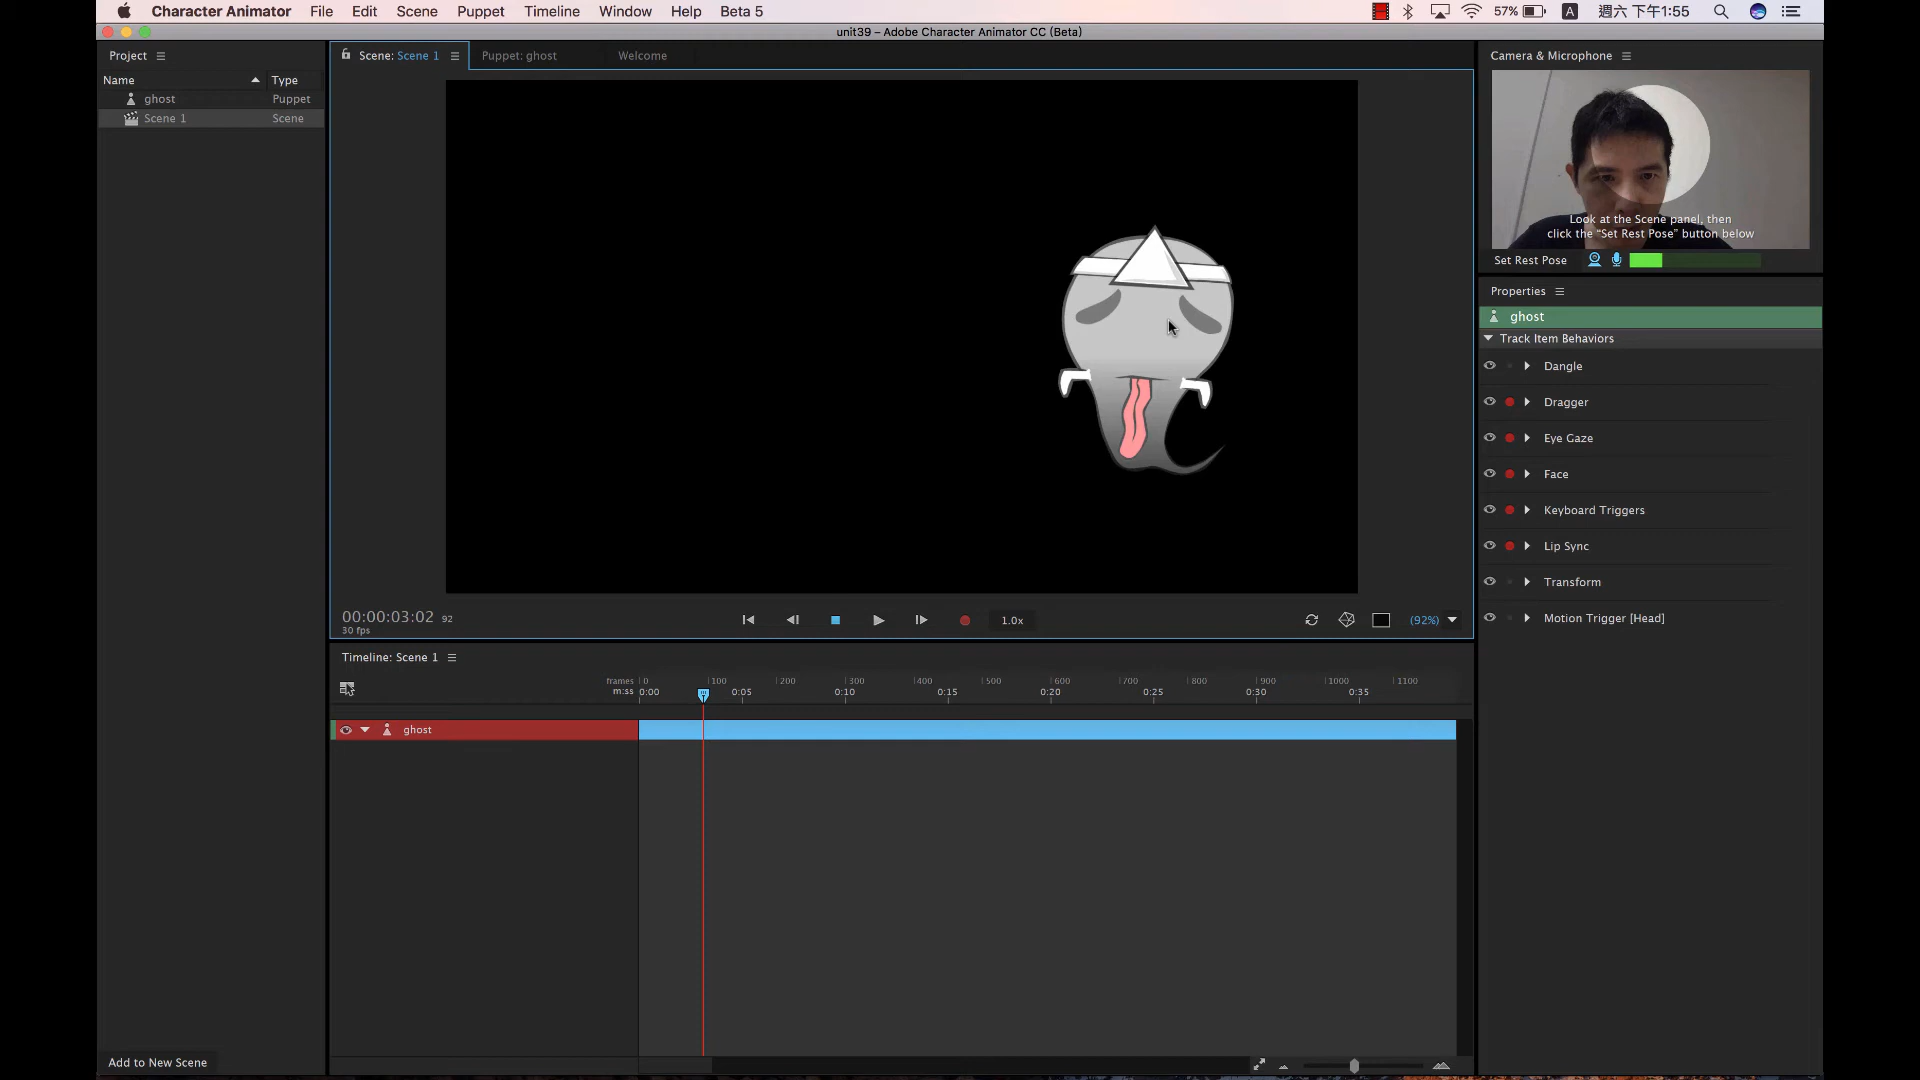 Character Animator File Edit Scene Puppet Timeline Window Help Beta 5 57% A 週六 下午1:55
unit39 – Adobe Character Animator CC (Beta)
Project
Name Type
ghost Puppet
Scene 1 Scene
Add to New Scene
Scene: Scene 1 Puppet: ghost Welcome
00:00:03:02 92
30 fps
1.0x
(92%)
Timeline: Scene 1
frames 0 100 200 300 400 500 600 700 800 900 1000 1100
m:ss 0:00 0:05 0:10 0:15 0:20 0:25 0:30 0:35
ghost
Camera & Microphone
Look at the Scene panel, then
click the “Set Rest Pose” button below
Set Rest Pose
Properties
ghost
Track Item Behaviors
Dangle
Dragger
Eye Gaze
Face
Keyboard Triggers
Lip Sync
Transform
Motion Trigger [Head]